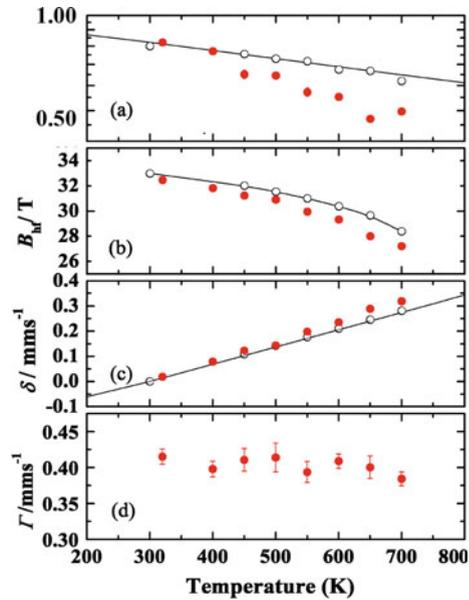 1.00
0.50
(a)
34
32
30
28
26
B_hf / T
(b)
0.4
0.3
0.2
0.1
0.0
-0.1
δ / mms⁻¹
(c)
0.45
0.40
0.30
Γ/mms⁻¹
(d)
200 300 400 500 600 700 800
Temperature (K)